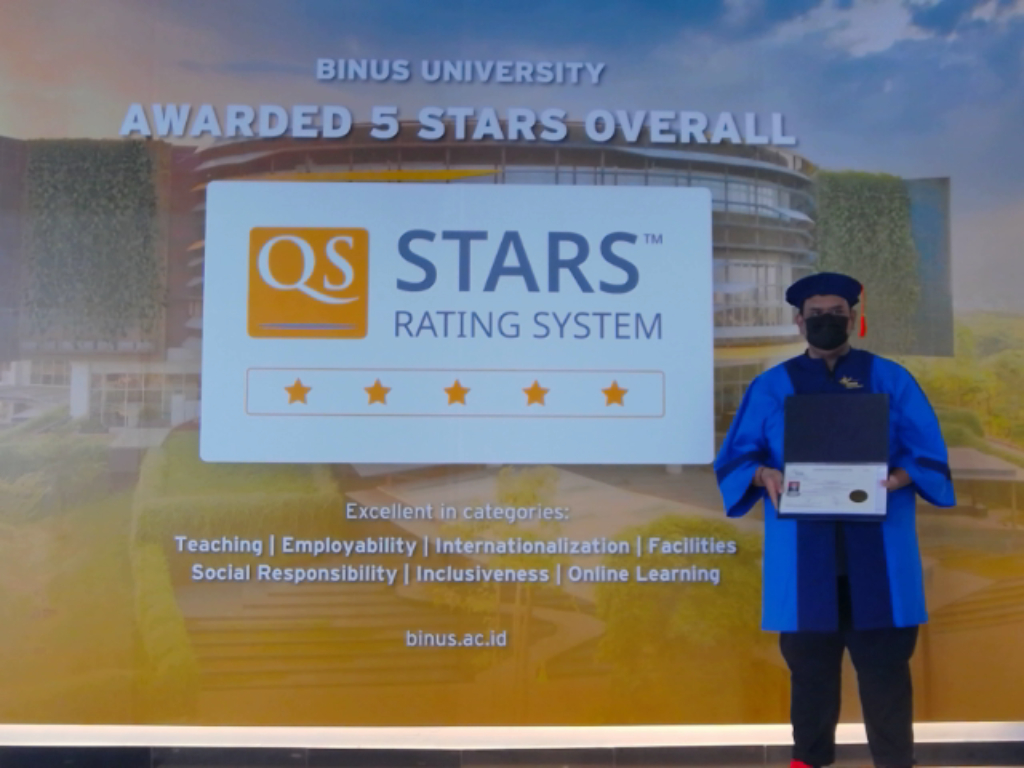 BINUS UNIVERSITY
AWARDED 5 STARS OVERALL
QS STARS™
RATING SYSTEM
Excellent in categories:
Teaching | Employability | Internationalization | Facilities
Social Responsibility | Inclusiveness | Online Learning
binus.ac.id